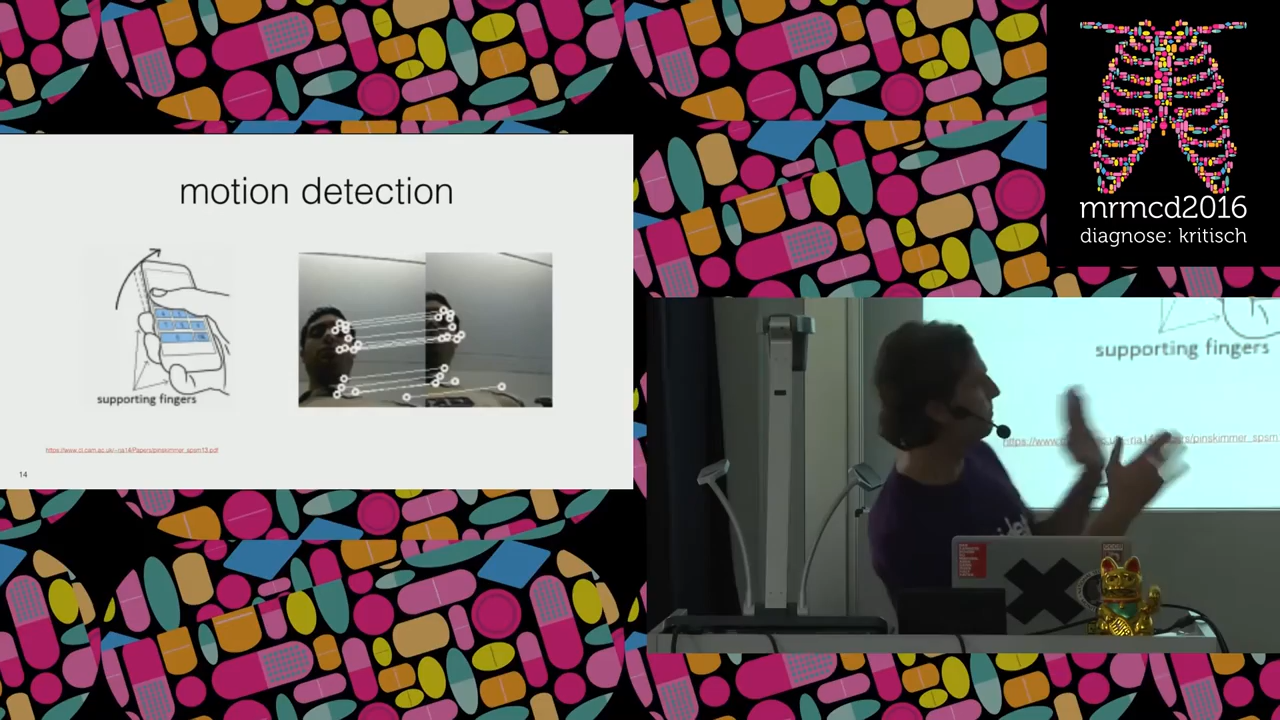 motion detection
supporting fingers
14
mrmcd2016
diagnose: kritisch
supporting fingers